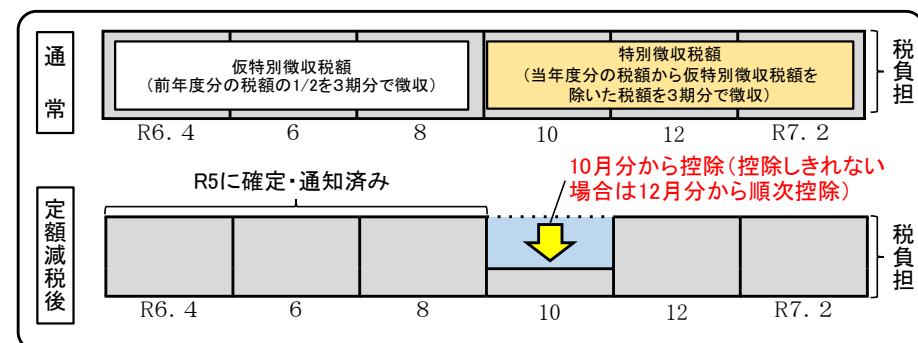 通常
仮特別徴収税額
(前年度分の税額の1/2を3期分で徴収)
特別徴収税額
(当年度分の税額から仮特別徴収税額を
除いた税額を3期分で徴収)
税負担
R6.4 6 8 10 12 R7.2
R5に確定・通知済み
10月分から控除(控除しきれない
場合は12月分から順次控除)
定額減税後
税負担
R6.4 6 8 10 12 R7.2